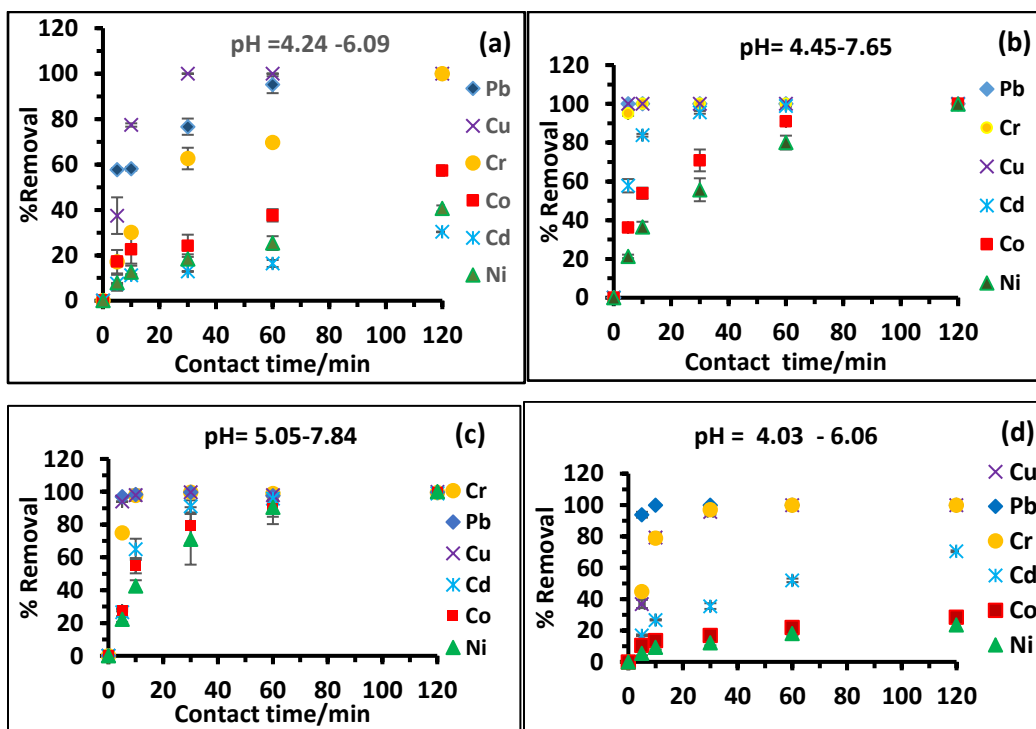 (a)
pH =4.24 -6.09
%Removal
120
100
80
60
40
20
0
0 20 40 60 80 100 120
Contact time/min
Pb
Cu
Cr
Co
Cd
Ni
(b)
pH= 4.45-7.65
% Removal
120
100
80
60
40
20
0
0 20 40 60 80 100 120
Contact time/min
Pb
Cr
Cu
Cd
Co
Ni
(c)
pH= 5.05-7.84
% Removal
120
100
80
60
40
20
0
0 20 40 60 80 100 120
Contact time/min
Cr
Pb
Cu
Cd
Co
Ni
(d)
pH = 4.03 - 6.06
% Removal
120
100
80
60
40
20
0
0 20 40 60 80 100 120
Contact time/min
Cu
Pb
Cr
Cd
Co
Ni